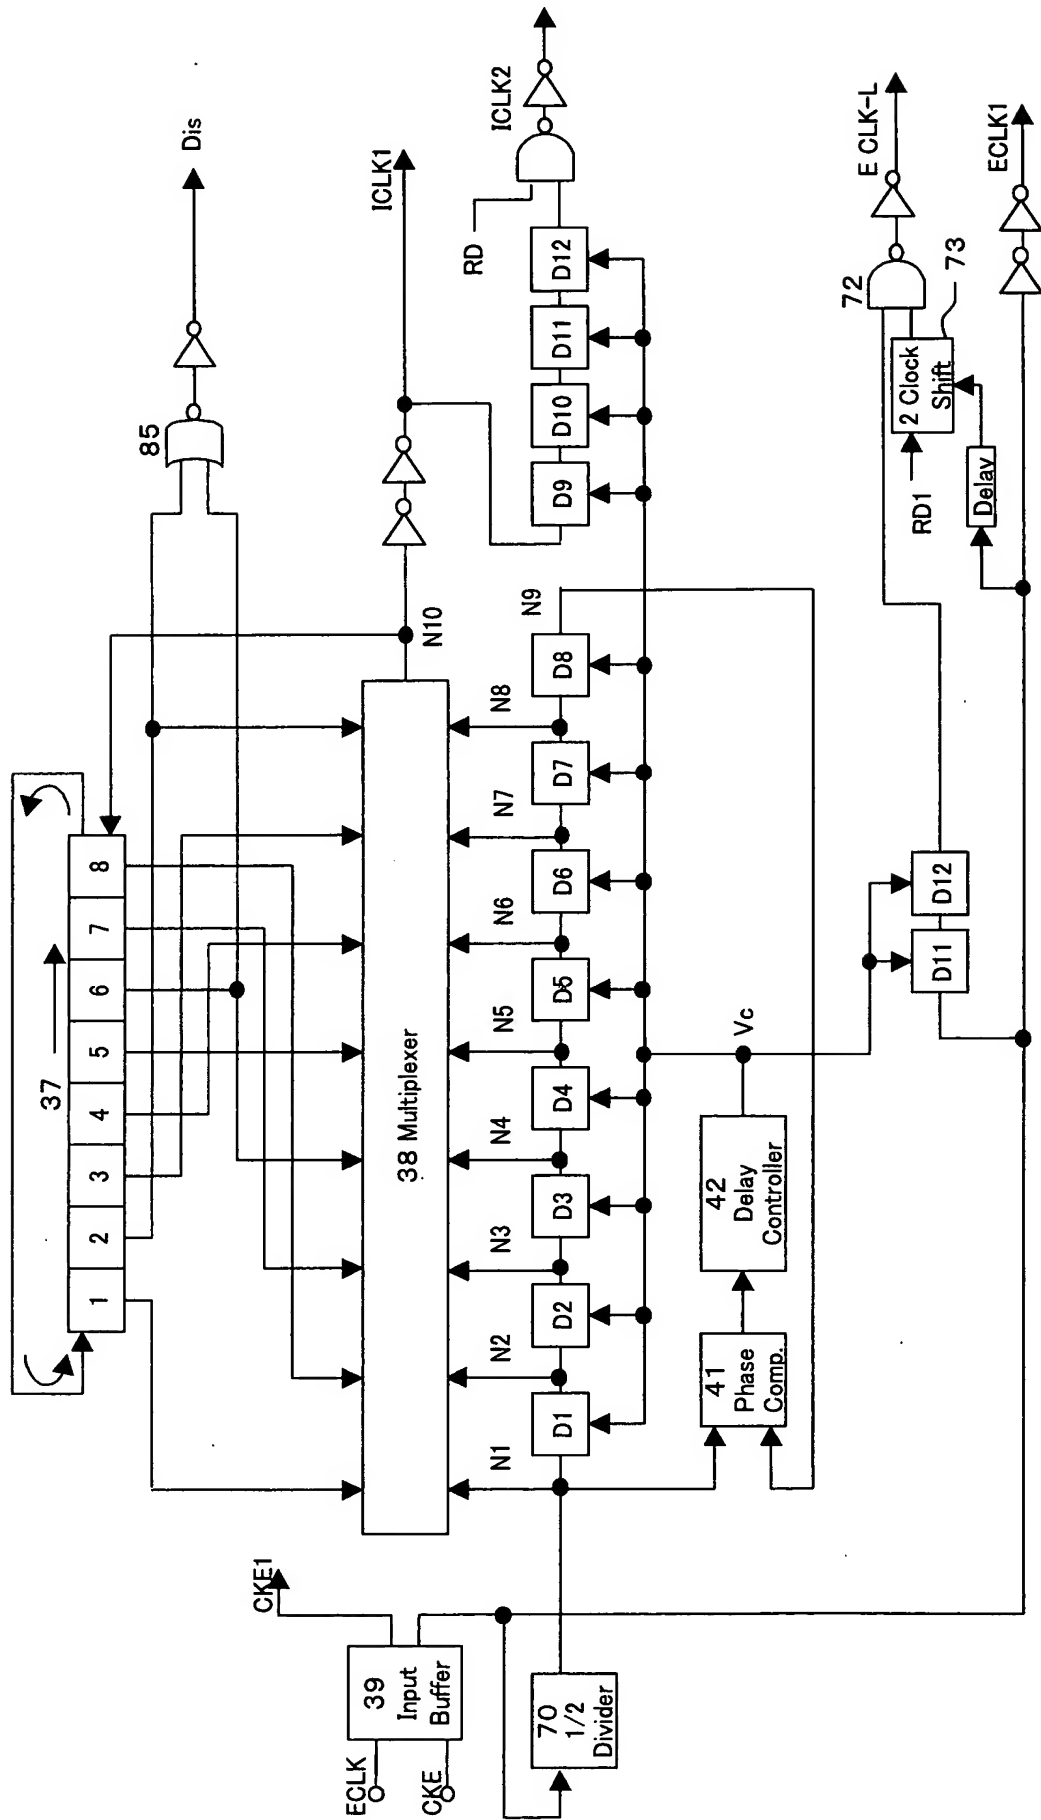 37
1 2 3 4 5 6 7 8
85
Dis
CKE1
ECLK
CKE
39
Input
Buffer
38 Multiplexer
N10
ICLK1
N1
N2
N3
N4
N5
N6
N7
N8
N9
70
1/2
Divider
D1
D2
D3
D4
D5
D6
D7
D8
D9
D10
D11
D12
RD
ICLK2
41
Phase
Comp.
42
Delay
Controller
Vc
D11
D12
RD1
2 Clock
Shift
73
72
Delay
E CLK-L
ECLK1